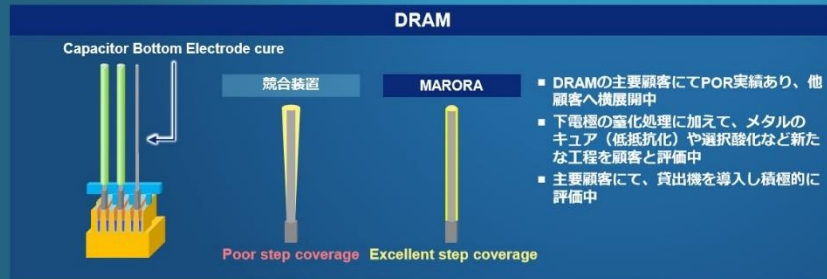 DRAM
Capacitor Bottom Electrode cure
競合装置
MARORA
Poor step coverage
Excellent step coverage
■ DRAMの主要顧客にてPOR実績あり、他
顧客へ横展開中
■ 下電極の窒化処理に加えて、メタルの
キュア（低抵抗化）や選択酸化など新た
な工程を顧客と評価中
■ 主要顧客にて、貸出機を導入し積極的に
評価中